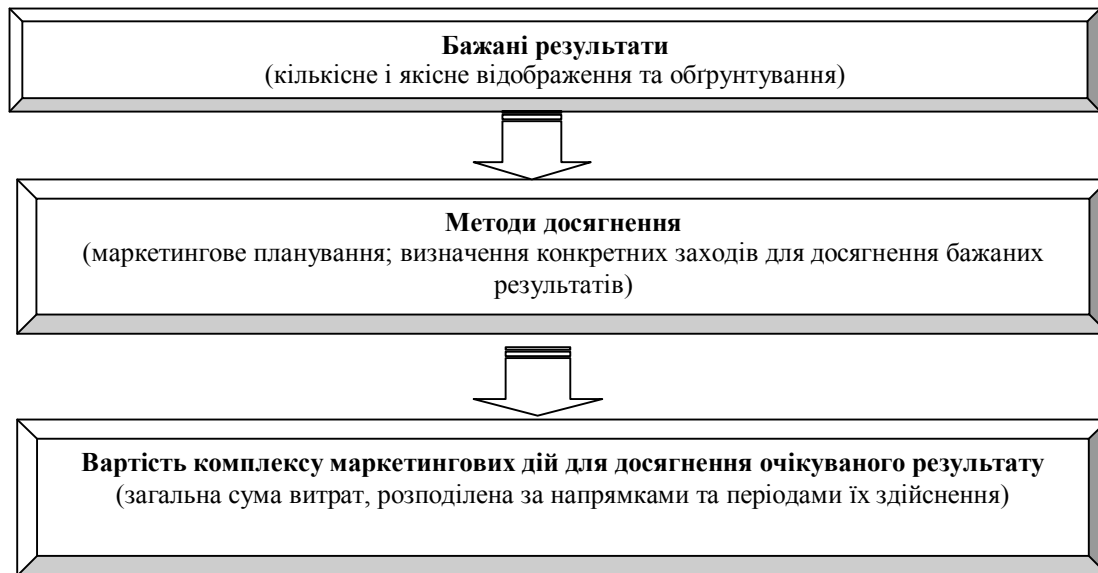 Бажані результати
(кількісне і якісне відображення та обґрунтування)
Методи досягнення
(маркетингове планування; визначення конкретних заходів для досягнення бажаних
результатів)
Вартість комплексу маркетингових дій для досягнення очікуваного результату
(загальна сума витрат, розподілена за напрямками та періодами їх здійснення)